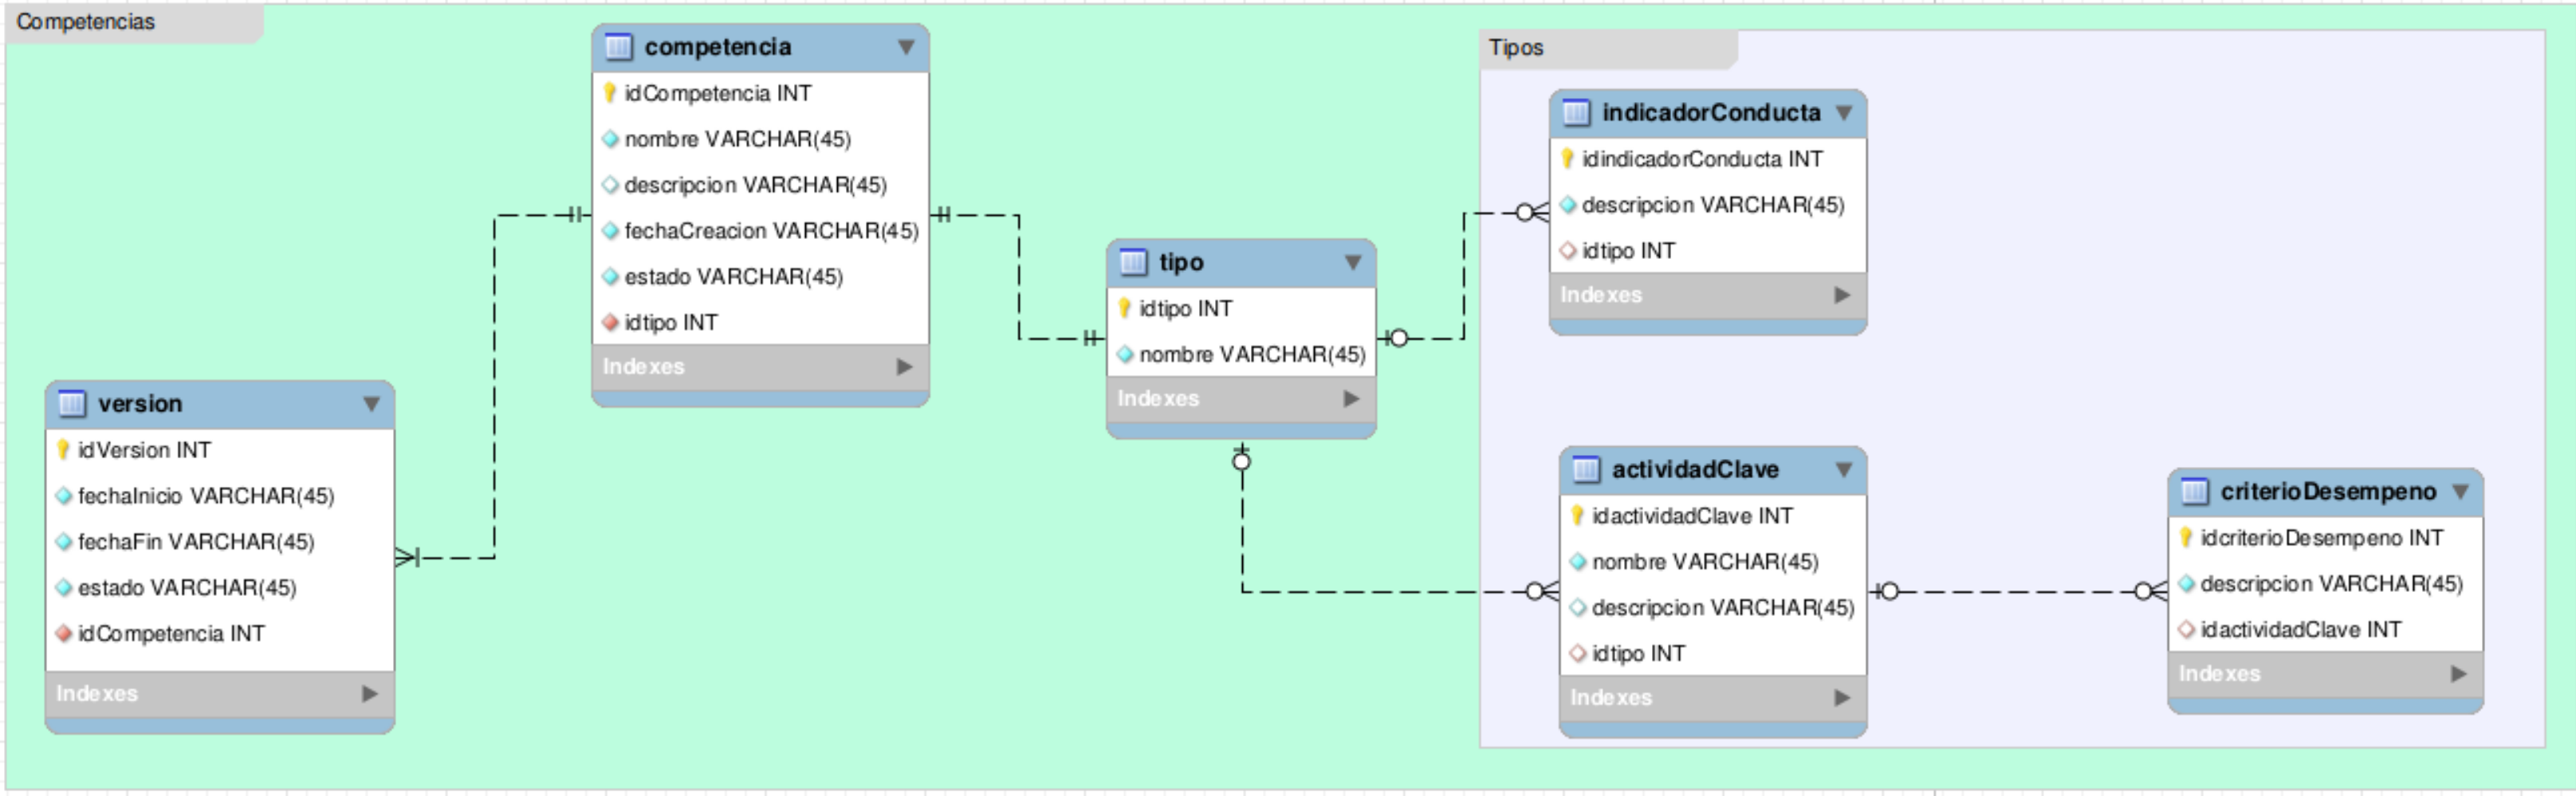 Competencias
competencia
idCompetencia INT
nombre VARCHAR(45)
descripcion VARCHAR(45)
fechaCreacion VARCHAR(45)
estado VARCHAR(45)
idtipo INT
Indexes
version
idVersion INT
fechaInicio VARCHAR(45)
fechaFin VARCHAR(45)
estado VARCHAR(45)
idCompetencia INT
Indexes
tipo
idtipo INT
nombre VARCHAR(45)
Indexes
Tipos
indicadorConducta
idindicadorConducta INT
descripcion VARCHAR(45)
idtipo INT
Indexes
actividadClave
idactividadClave INT
nombre VARCHAR(45)
descripcion VARCHAR(45)
idtipo INT
Indexes
criterioDesempeno
idcriterioDesempeno INT
descripcion VARCHAR(45)
idactividadClave INT
Indexes